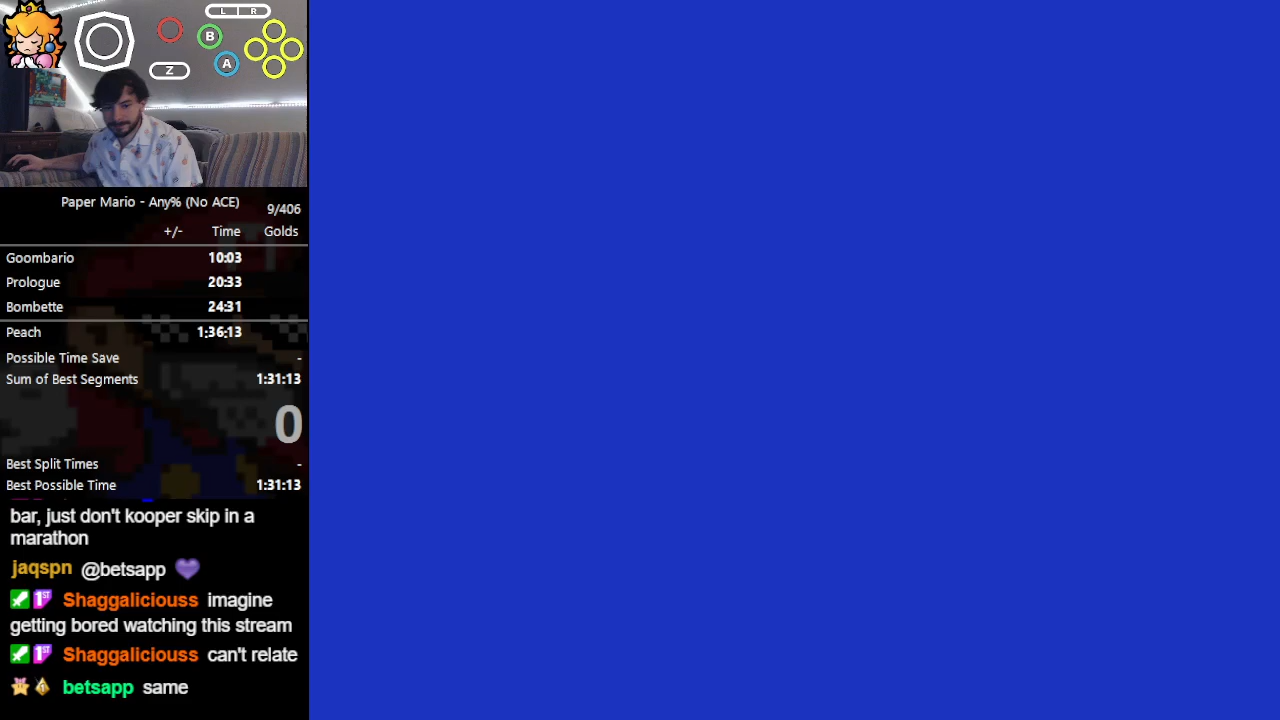 L R
B
A
Z
Paper Mario - Any% (No ACE)
9/406
+/- Time Golds
Goombario 10:03
Prologue 20:33
Bombette 24:31
Peach 1:36:13
Possible Time Save -
Sum of Best Segments 1:31:13
0
Best Split Times -
Best Possible Time 1:31:13
bar, just don't kooper skip in a
marathon
jaqspn @betsapp
1ST Shaggaliciouss imagine
getting bored watching this stream
1ST Shaggaliciouss can't relate
betsapp same